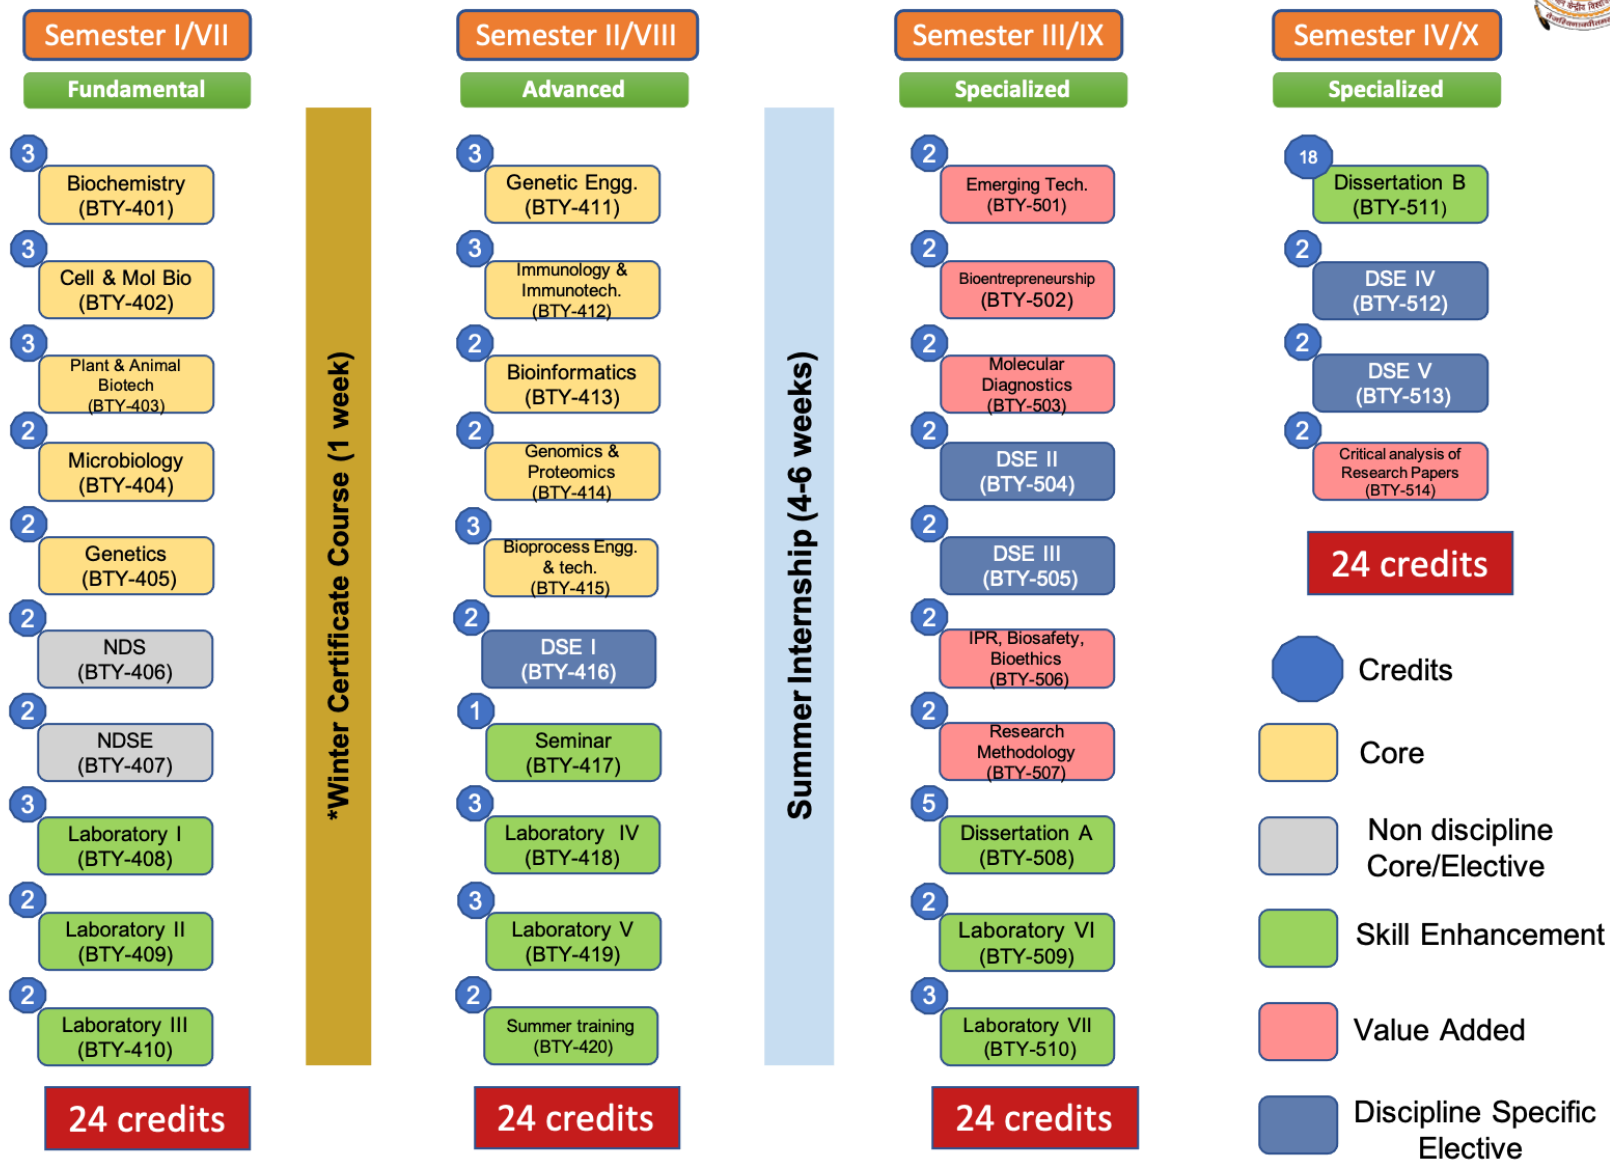 Semester I/VII
Fundamental
3
Biochemistry
(BTY-401)
3
Cell & Mol Bio
(BTY-402)
3
Plant & Animal
Biotech
(BTY-403)
2
Microbiology
(BTY-404)
2
Genetics
(BTY-405)
2
NDS
(BTY-406)
2
NDSE
(BTY-407)
3
Laboratory I
(BTY-408)
2
Laboratory II
(BTY-409)
2
Laboratory III
(BTY-410)
24 credits
*Winter Certificate Course (1 week)
Semester II/VIII
Advanced
3
Genetic Engg.
(BTY-411)
3
Immunology &
Immunotech.
(BTY-412)
2
Bioinformatics
(BTY-413)
2
Genomics &
Proteomics
(BTY-414)
3
Bioprocess Engg.
& tech.
(BTY-415)
2
DSE I
(BTY-416)
1
Seminar
(BTY-417)
3
Laboratory IV
(BTY-418)
3
Laboratory V
(BTY-419)
2
Summer training
(BTY-420)
24 credits
Summer Internship (4-6 weeks)
Semester III/IX
Specialized
2
Emerging Tech.
(BTY-501)
2
Bioentrepreneurship
(BTY-502)
2
Molecular
Diagnostics
(BTY-503)
2
DSE II
(BTY-504)
2
DSE III
(BTY-505)
2
IPR, Biosafety,
Bioethics
(BTY-506)
2
Research
Methodology
(BTY-507)
5
Dissertation A
(BTY-508)
2
Laboratory VI
(BTY-509)
3
Laboratory VII
(BTY-510)
24 credits
Semester IV/X
Specialized
18
Dissertation B
(BTY-511)
2
DSE IV
(BTY-512)
2
DSE V
(BTY-513)
2
Critical analysis of
Research Papers
(BTY-514)
24 credits
Credits
Core
Non discipline
Core/Elective
Skill Enhancement
Value Added
Discipline Specific
Elective